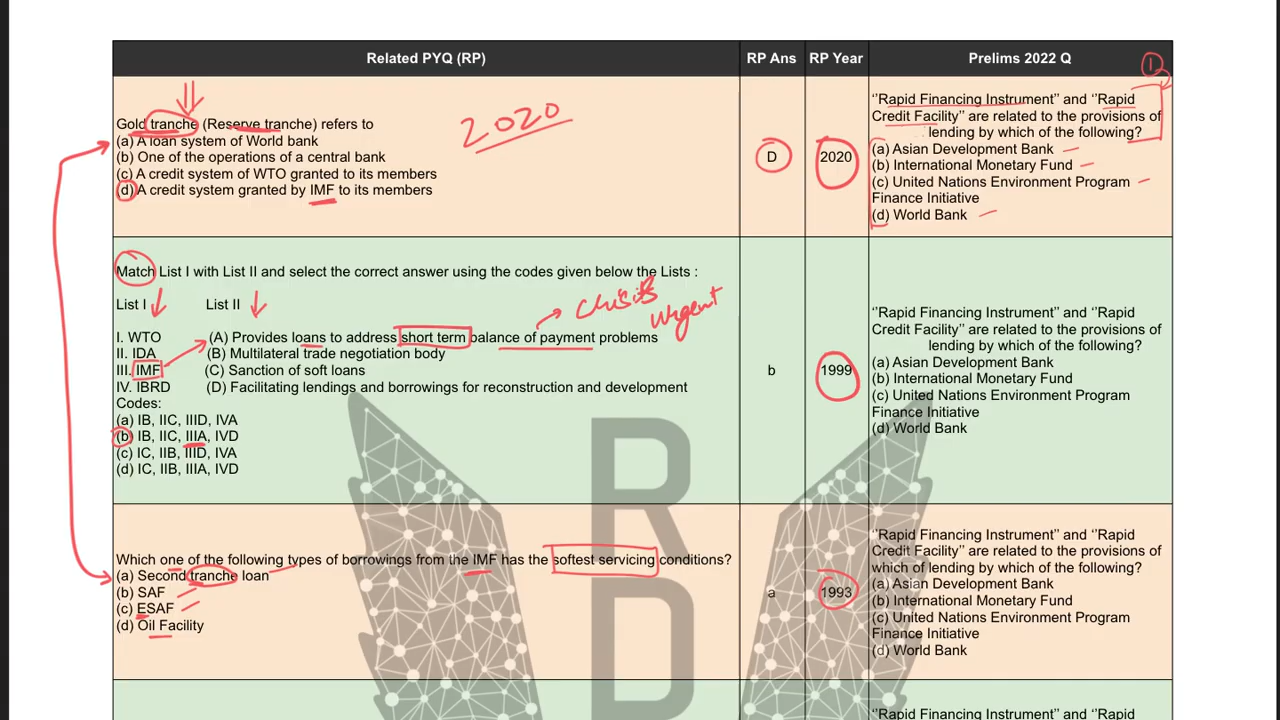 Related PYQ (RP)
RP Ans
RP Year
Prelims 2022 Q
1
Gold tranche (Reserve tranche) refers to
(a) A loan system of World bank
(b) One of the operations of a central bank
(c) A credit system of WTO granted to its members
(d) A credit system granted by IMF to its members
2020
D
2020
‘’Rapid Financing Instrument’’ and ‘’Rapid
Credit Facility’’ are related to the provisions of
lending by which of the following?
(a) Asian Development Bank
(b) International Monetary Fund
(c) United Nations Environment Program
Finance Initiative
(d) World Bank
Match List I with List II and select the correct answer using the codes given below the Lists :
List I List II
I. WTO (A) Provides loans to address short term balance of payment problems
II. IDA (B) Multilateral trade negotiation body
III. IMF (C) Sanction of soft loans
IV. IBRD (D) Facilitating lendings and borrowings for reconstruction and development
Codes:
(a) IB, IIC, IIID, IVA
(b) IB, IIC, IIIA, IVD
(c) IC, IIB, IIID, IVA
(d) IC, IIB, IIIA, IVD
Crisis
Urgent
b
1999
‘’Rapid Financing Instrument’’ and ‘’Rapid
Credit Facility’’ are related to the provisions of
lending by which of the following?
(a) Asian Development Bank
(b) International Monetary Fund
(c) United Nations Environment Program
Finance Initiative
(d) World Bank
Which one of the following types of borrowings from the IMF has the softest servicing conditions?
(a) Second tranche loan
(b) SAF
(c) ESAF
(d) Oil Facility
a
1993
‘’Rapid Financing Instrument’’ and ‘’Rapid
Credit Facility’’ are related to the provisions of
which of lending by which of the following?
(a) Asian Development Bank
(b) International Monetary Fund
(c) United Nations Environment Program
Finance Initiative
(d) World Bank
‘’Rapid Financing Instrument’’ and ‘’Rapid
R
D